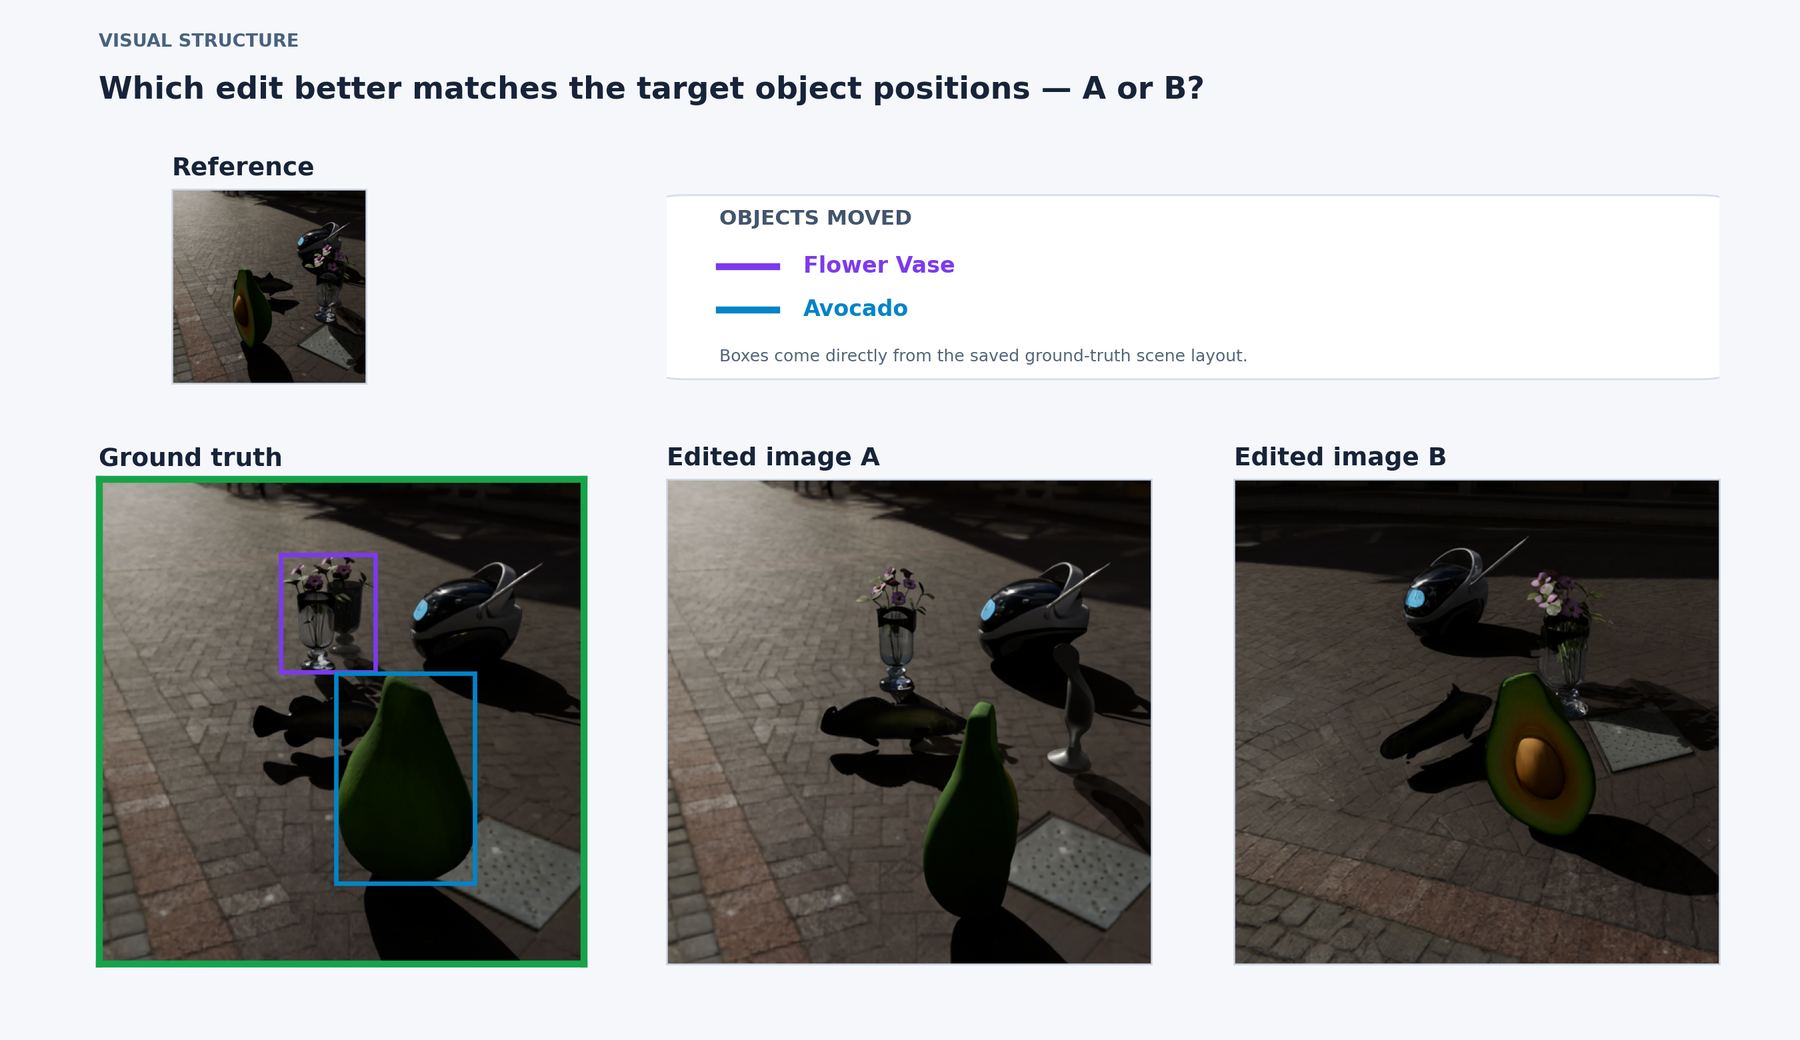 VISUAL STRUCTURE
Which edit better matches the target object positions — A or B?
Reference
OBJECTS MOVED
Flower Vase
Avocado
Boxes come directly from the saved ground-truth scene layout.
Ground truth
Edited image A
Edited image B